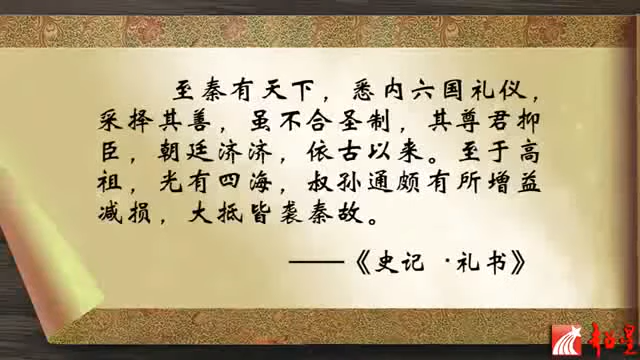 至秦有天下，悉内六国礼仪，
采择其善，虽不合圣制，其尊君抑
臣，朝廷济济，依古以来。至于高
祖，光有四海，叔孙通颇有所增益
减损，大抵皆袭秦故。
——《史记 ·礼书》